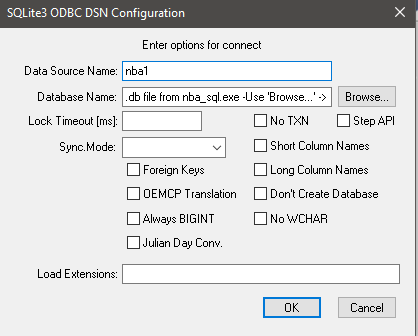 SQLite3 ODBC DSN Configuration
Enter options for connect
Data Source Name: nba1
Database Name: .db file from nba_sql.exe -Use 'Browse...' -> Browse...
Lock Timeout [ms]: No TXN Step API
Sync.Mode: Short Column Names
Foreign Keys Long Column Names
OEMCP Translation Don't Create Database
Always BIGINT No WCHAR
Julian Day Conv.
Load Extensions:
OK Cancel